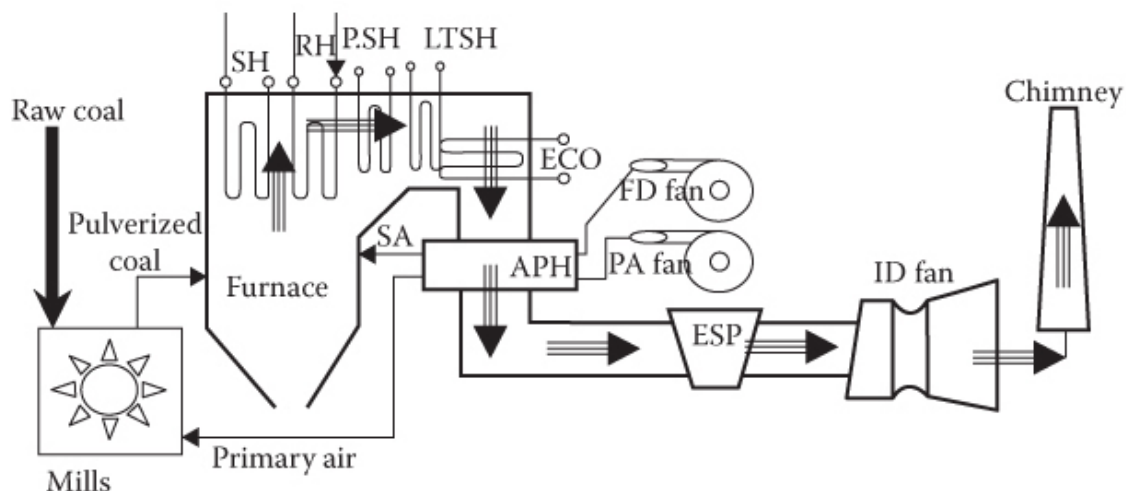 SH
RH
P.SH
LTSH
Raw coal
Chimney
ECO
FD fan
Pulverized
coal
SA
APH
PA fan
ID fan
Furnace
ESP
Primary air
Mills